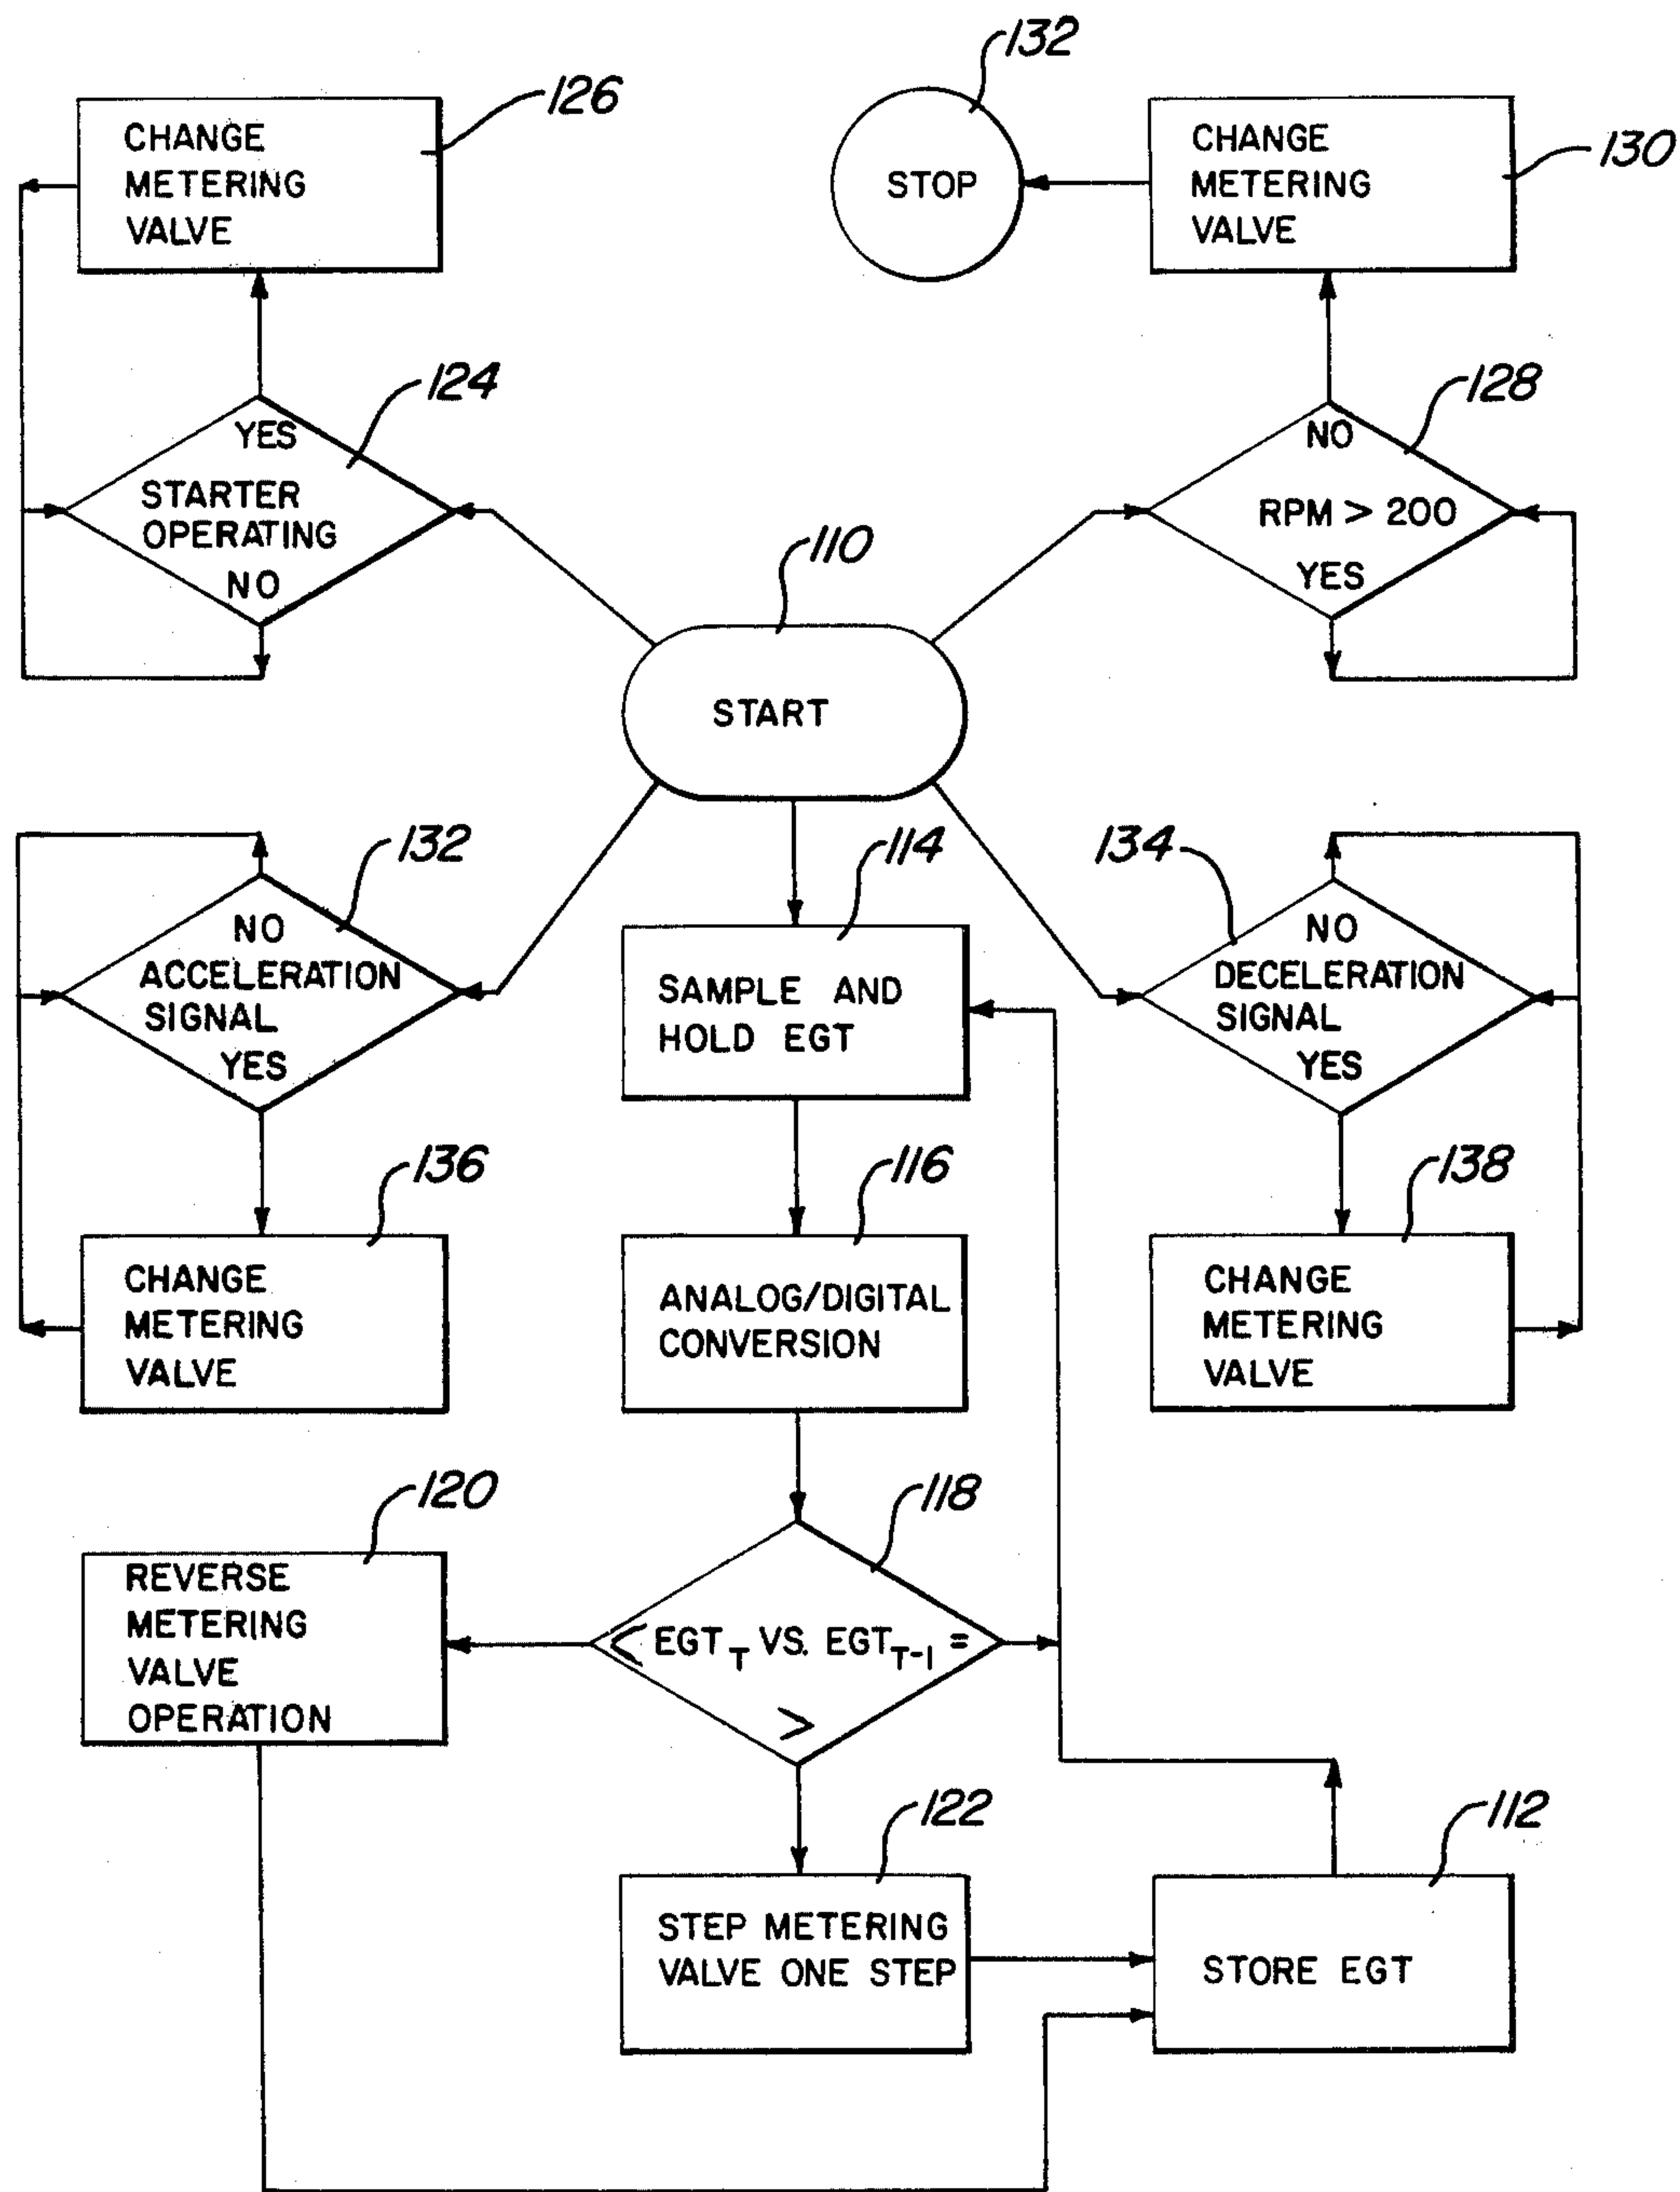 132
126
CHANGE
METERING
VALVE
STOP
CHANGE
METERING
VALVE
130
124
YES
STARTER
OPERATING
NO
128
NO
RPM > 200
YES
110
START
132
NO
ACCELERATION
SIGNAL
YES
114
SAMPLE AND
HOLD EGT
134
NO
DECELERATION
SIGNAL
YES
136
CHANGE
METERING
VALVE
116
ANALOG/DIGITAL
CONVERSION
138
CHANGE
METERING
VALVE
120
REVERSE
METERING
VALVE
OPERATION
118
< EGT_T VS. EGT_T-1 =
>
122
STEP METERING
VALVE ONE STEP
112
STORE EGT